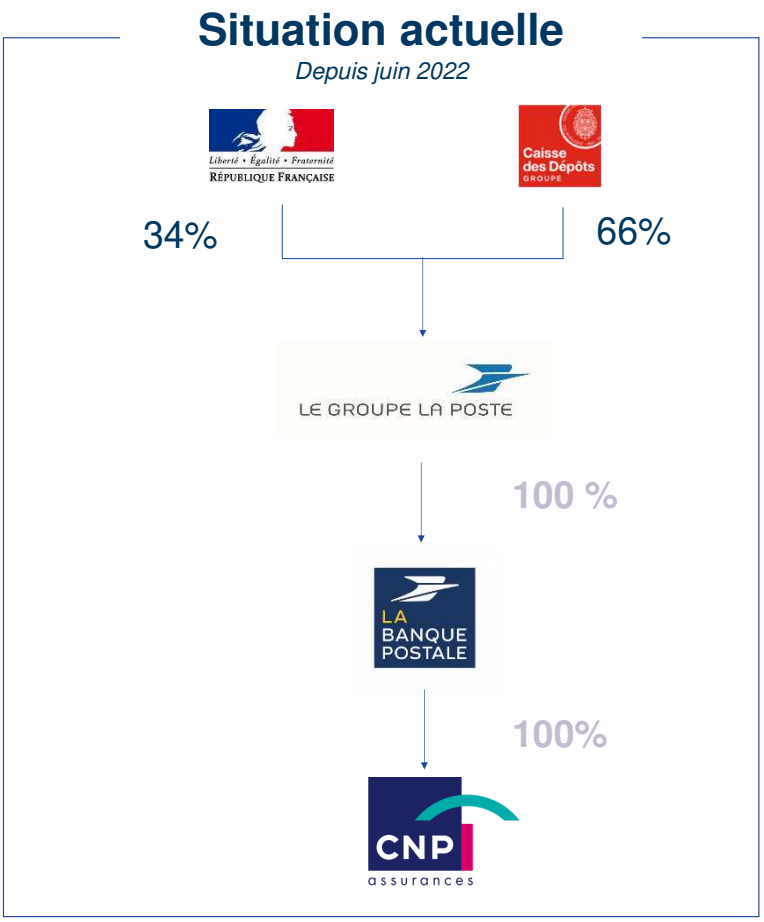 Situation actuelle
Depuis juin 2022
Liberté • Égalité • Fraternité
RÉPUBLIQUE FRANÇAISE
Caisse
des Dépôts
GROUPE
34%
66%
LE GROUPE LA POSTE
100 %
LA
BANQUE
POSTALE
100%
CNP
assurances